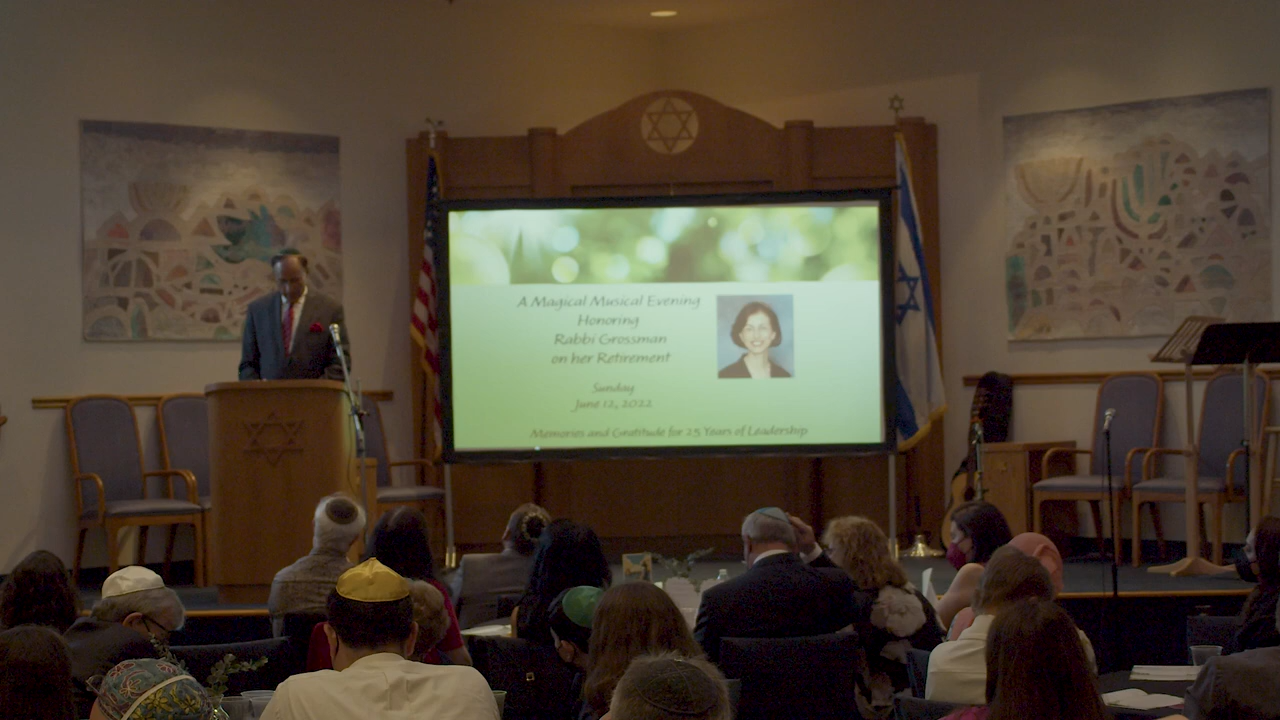 A Magical Musical Evening
Honoring
Rabbi Grossman
on her Retirement
Sunday
June 12, 2022
Memories and Gratitude for 25 Years of Leadership